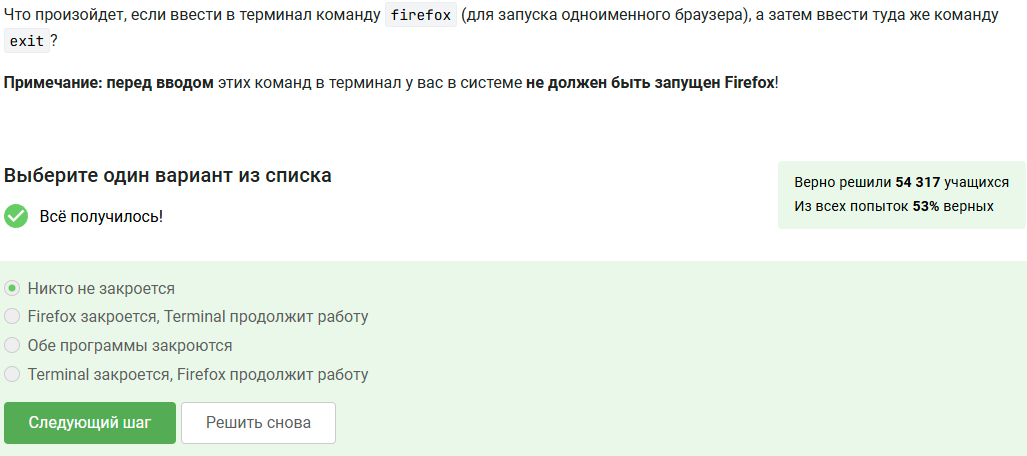 Что произойдет, если ввести в терминал команду firefox (для запуска одноименного браузера), а затем ввести туда же команду
exit?
Примечание: перед вводом этих команд в терминал у вас в системе не должен быть запущен Firefox!
Выберите один вариант из списка
Всё получилось!
Верно решили 54 317 учащихся
Из всех попыток 53% верных
Никто не закроется
Firefox закроется, Terminal продолжит работу
Обе программы закроются
Terminal закроется, Firefox продолжит работу
Следующий шаг
Решить снова